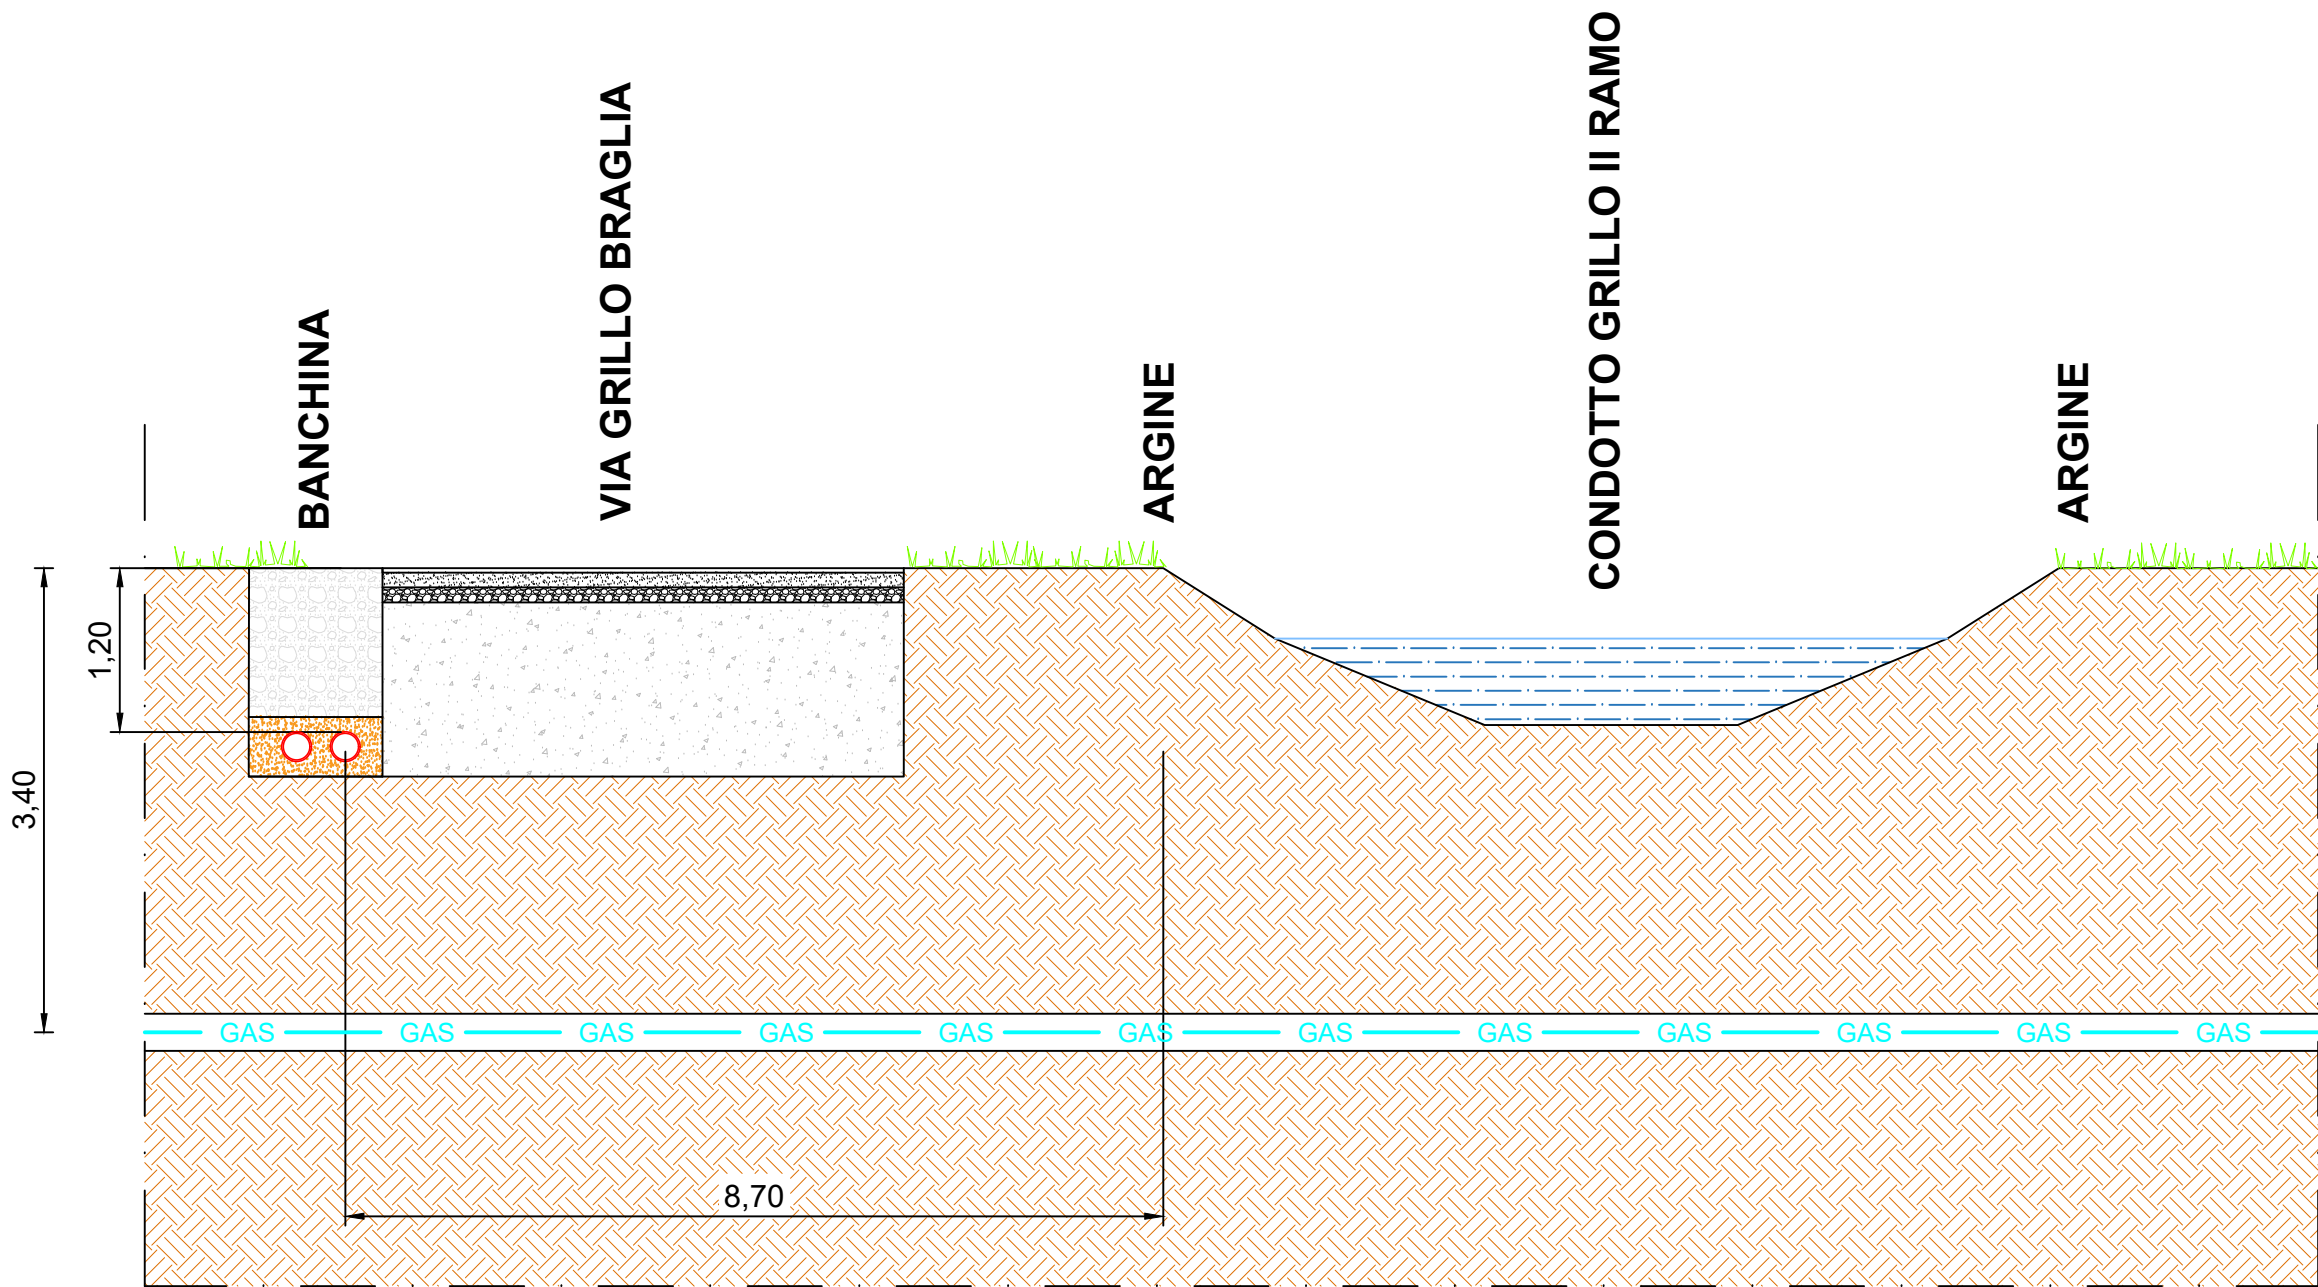 BANCHINA
VIA GRILLO BRAGLIA
ARGINE
CONDOTTO GRILLO II RAMO
ARGINE
1,20
3,40
GAS GAS GAS GAS GAS GAS GAS GAS GAS GAS GAS GAS
8,70